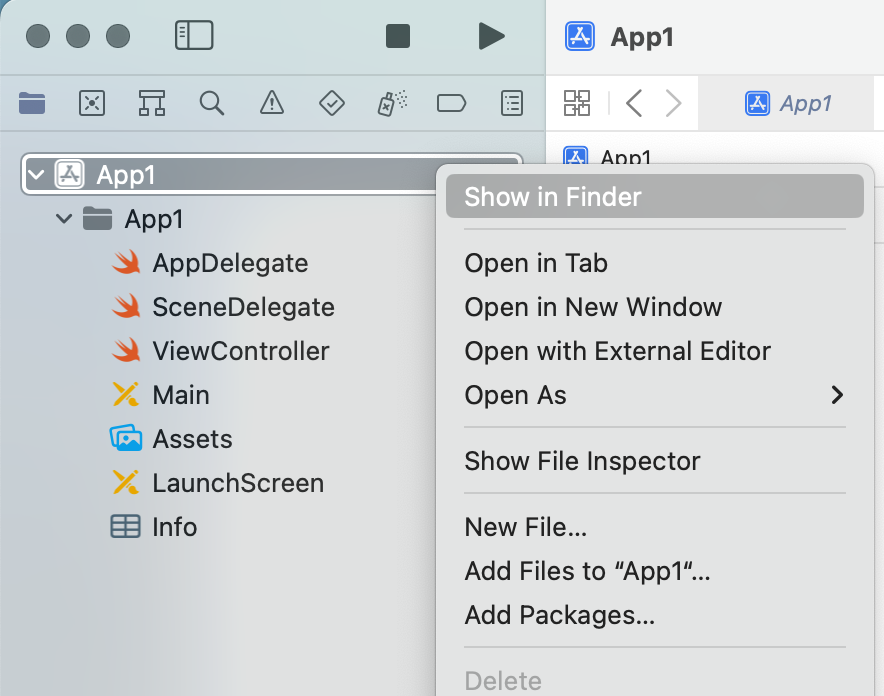 App1
App1
App1
App1
Show in Finder
App1
AppDelegate
Open in Tab
SceneDelegate
Open in New Window
ViewController
Open with External Editor
Main
Open As
Assets
Show File Inspector
LaunchScreen
Info
New File...
Add Files to “App1“...
Add Packages...
Delete